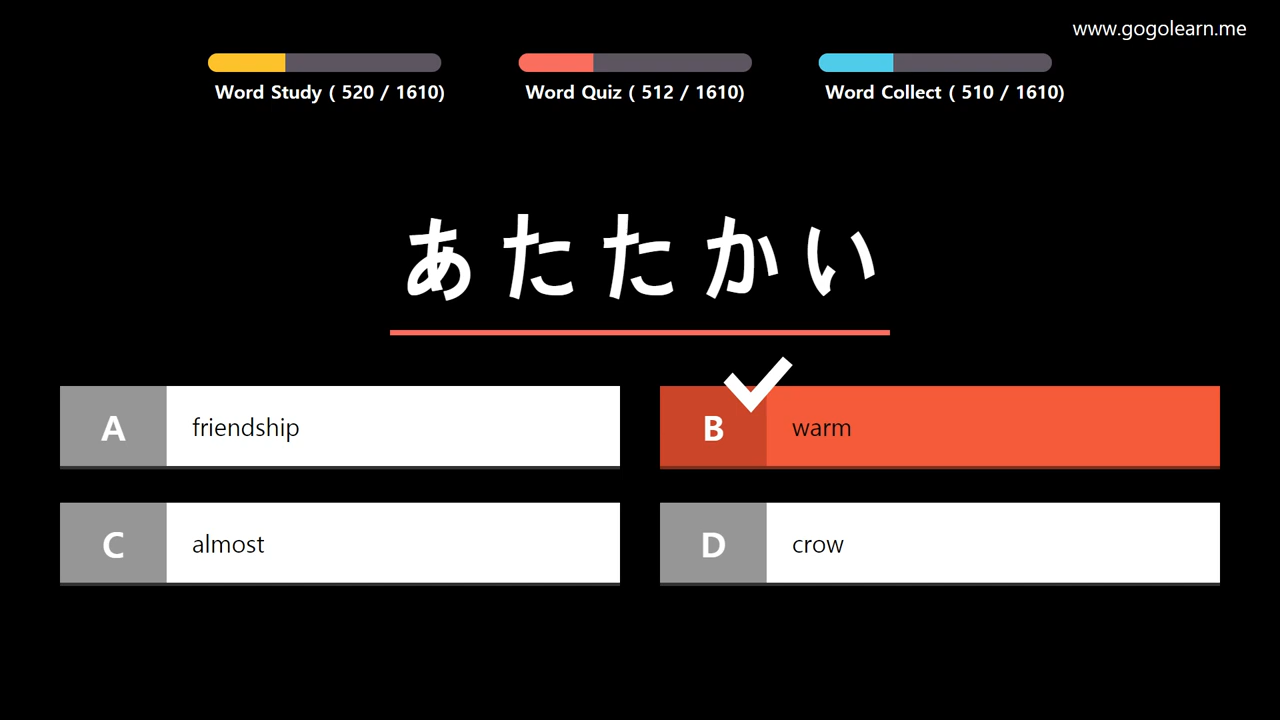 www.gogolearn.me
Word Study ( 520 / 1610)
Word Quiz ( 512 / 1610)
Word Collect ( 510 / 1610)
あたたかい
A friendship
B warm
C almost
D crow